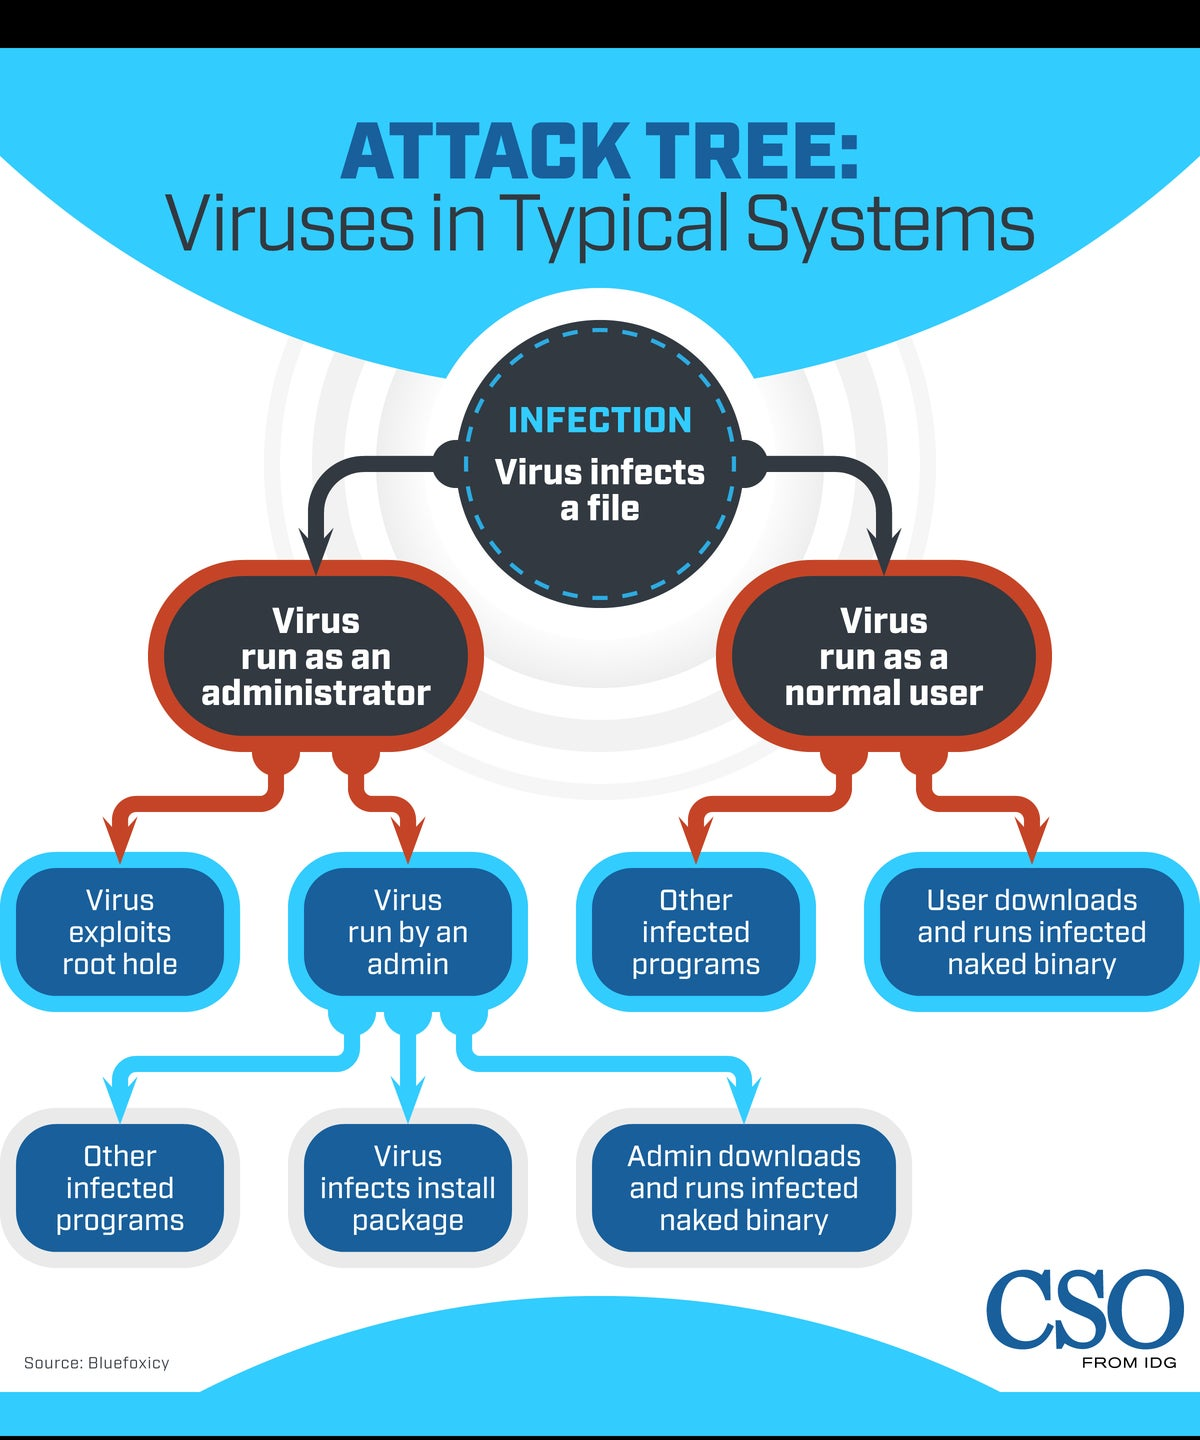 ATTACK TREE:
Viruses in Typical Systems
INFECTION
Virus infects
a file
Virus
run as an
administrator
Virus
run as a
normal user
Virus
exploits
root hole
Virus
run by an
admin
Other
infected
programs
User downloads
and runs infected
naked binary
Other
infected
programs
Virus
infects install
package
Admin downloads
and runs infected
naked binary
Source: Bluefoxicy
CSO
FROM IDG